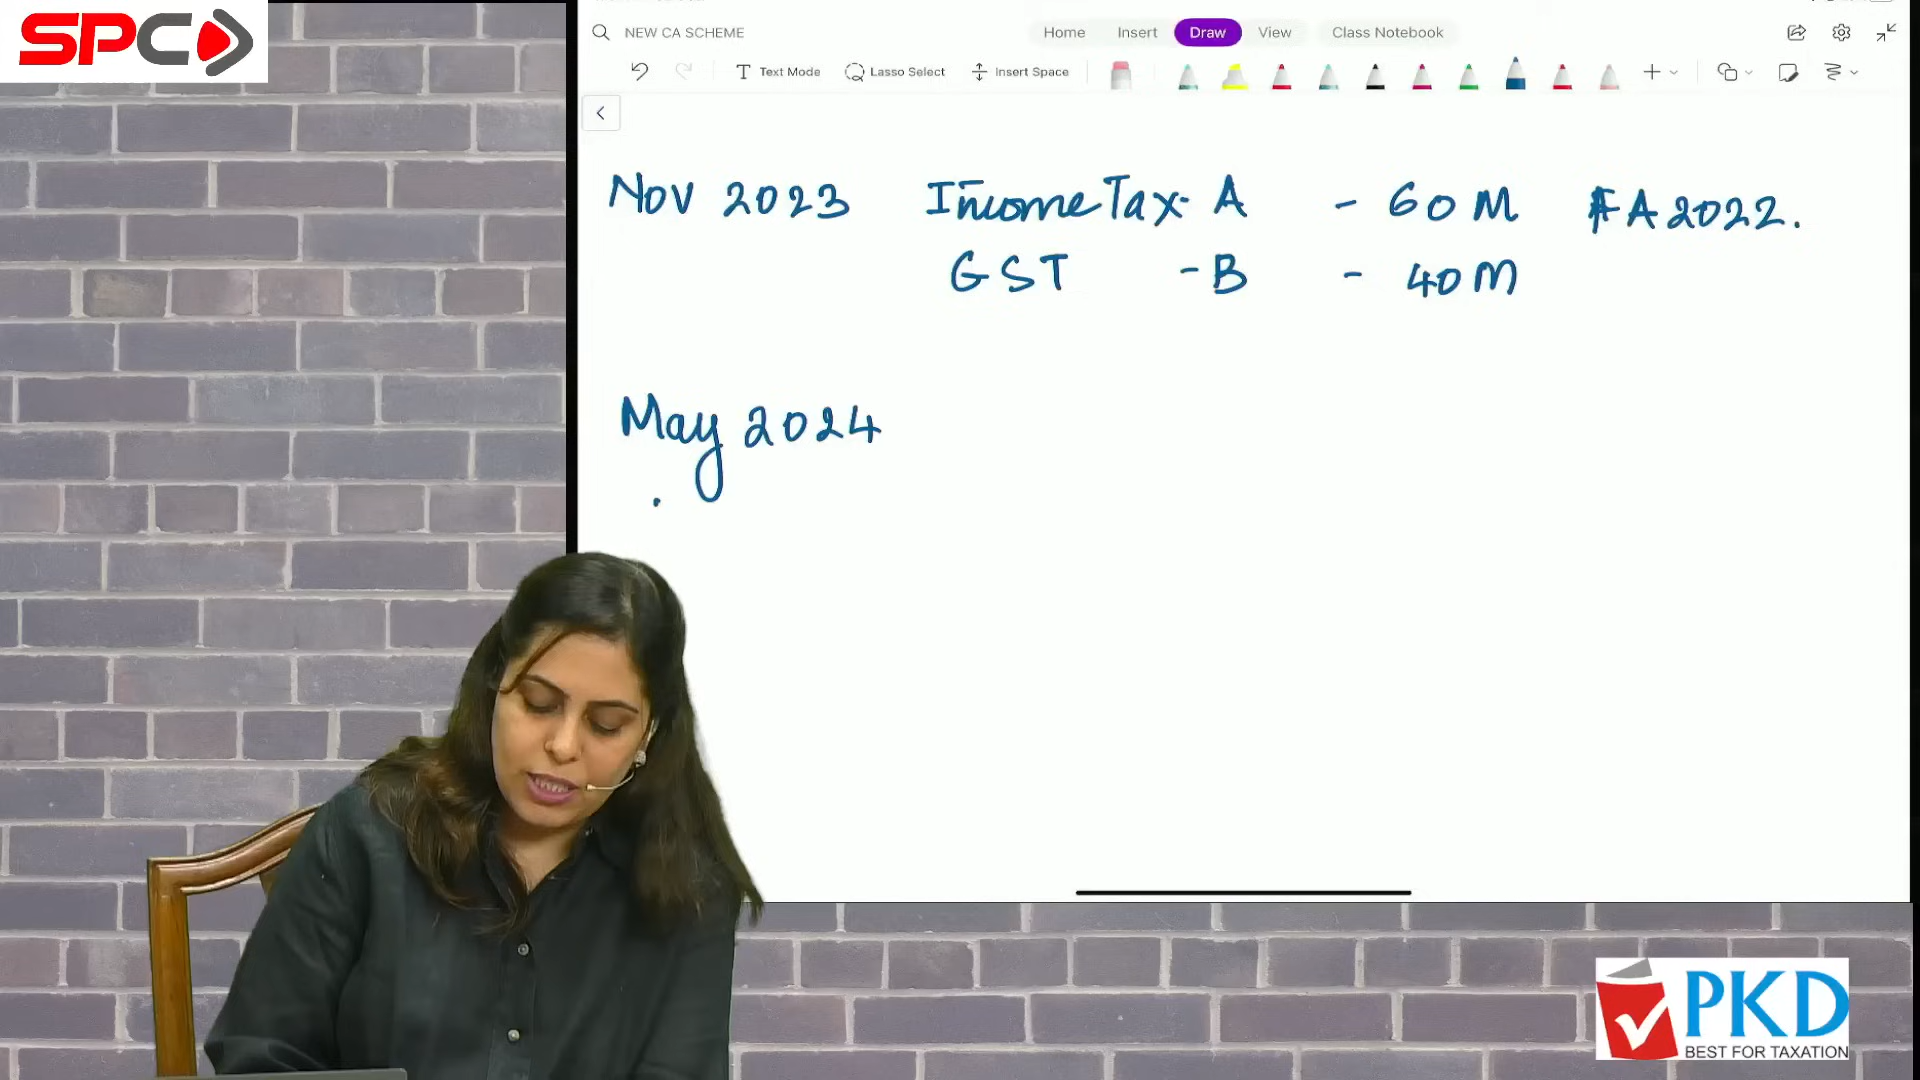 SPC
NEW CA SCHEME
Home Insert Draw View Class Notebook
Text Mode Lasso Select Insert Space
Nov 2023 Income Tax - A - 60 M FA 2022.
GST - B - 40 M
May 2024
PKD
BEST FOR TAXATION